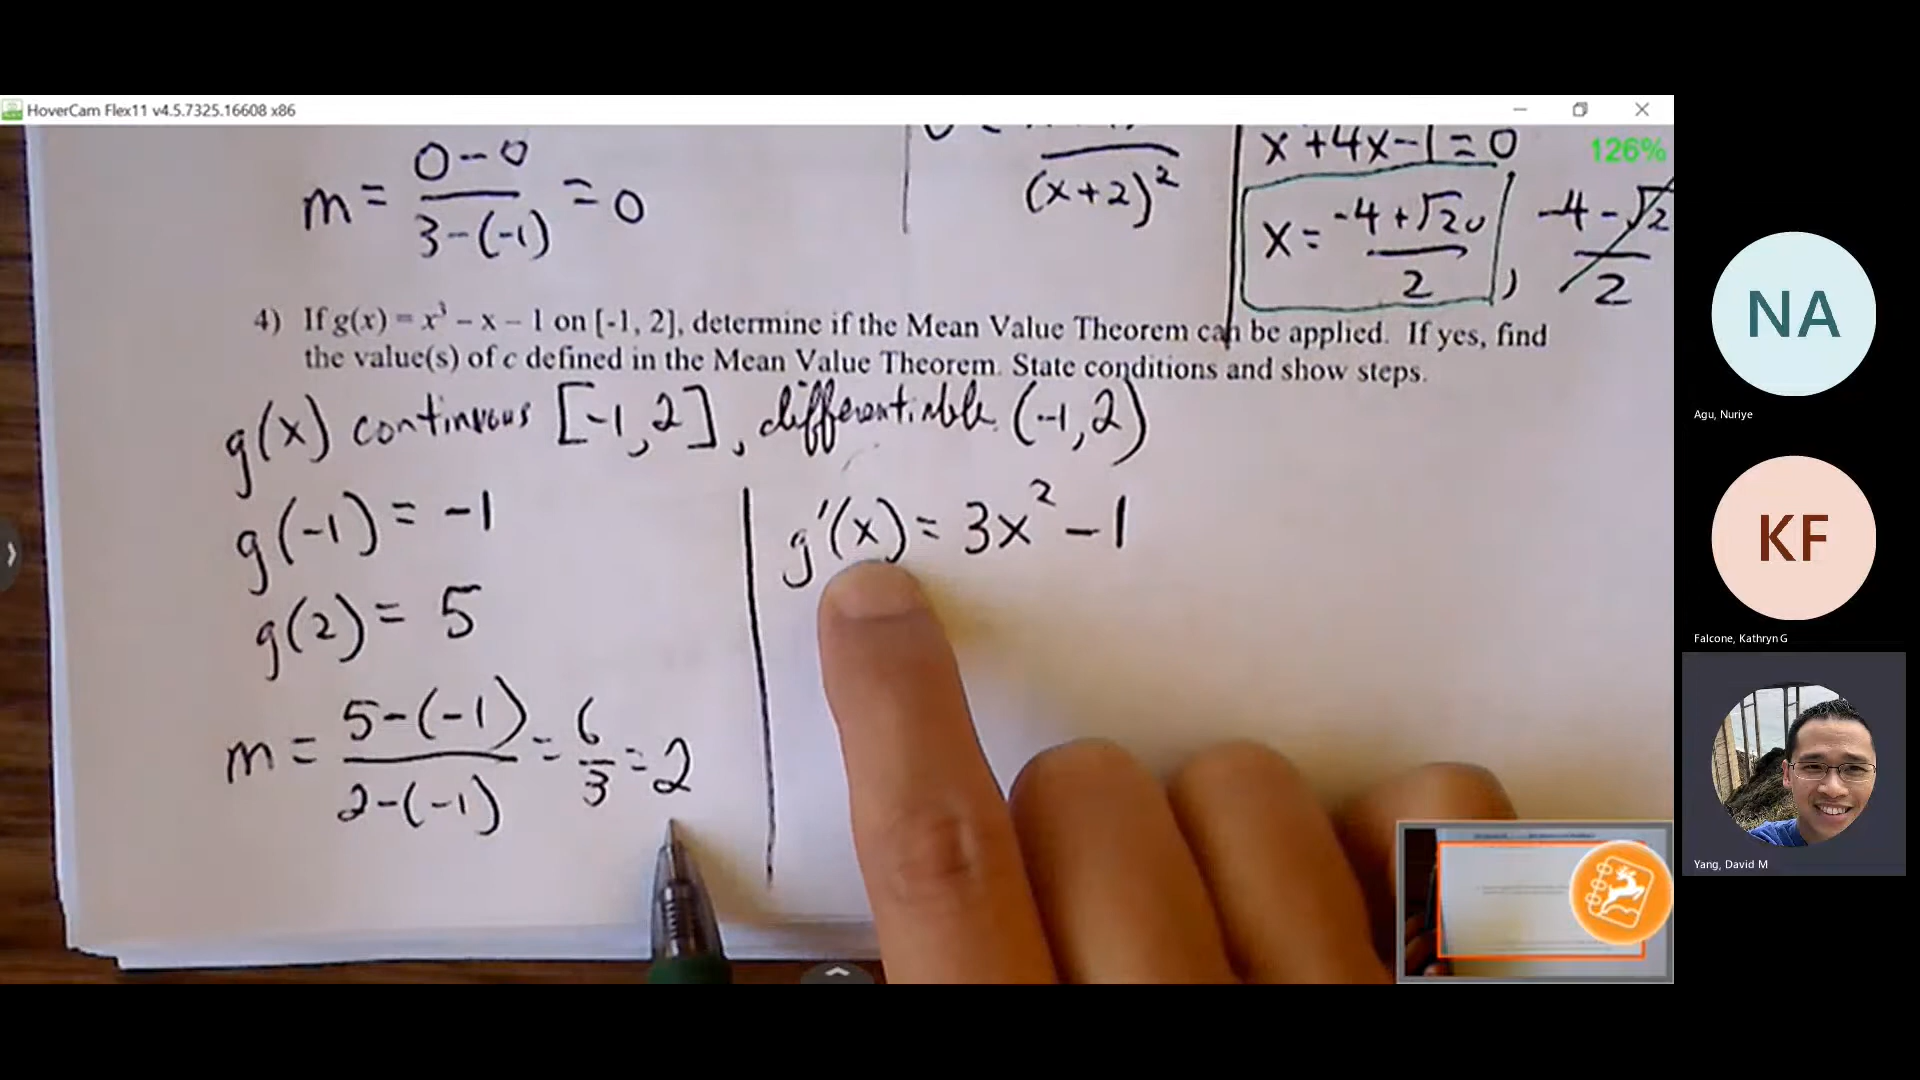 HoverCam Flex11 v4.5.7325.16608 x86
126%
m = 0-0 / 3-(-1) = 0
(x+2)²
x +4x-1=0
x = -4+√20 / 2 , -4-√2 / 2
4) If g(x) = x³ – x – 1 on [-1, 2], determine if the Mean Value Theorem can be applied. If yes, find
the value(s) of c defined in the Mean Value Theorem. State conditions and show steps.
g(x) continuous [-1,2], differentiable (-1,2)
g(-1) = -1
g(2) = 5
m = 5-(-1) / 2-(-1) = 6/3 = 2
g'(x) = 3x² -1
NA
Agu, Nuriye
KF
Falcone, Kathryn G
Yang, David M